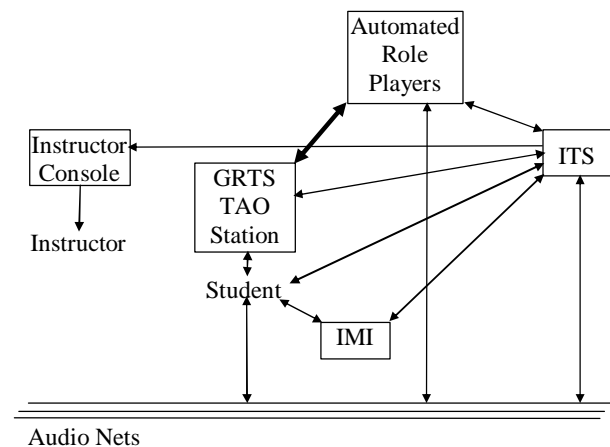 Automated
Role
Players
Instructor
Console
ITS
GRTS
TAO
Station
Instructor
Student
IMI
Audio Nets